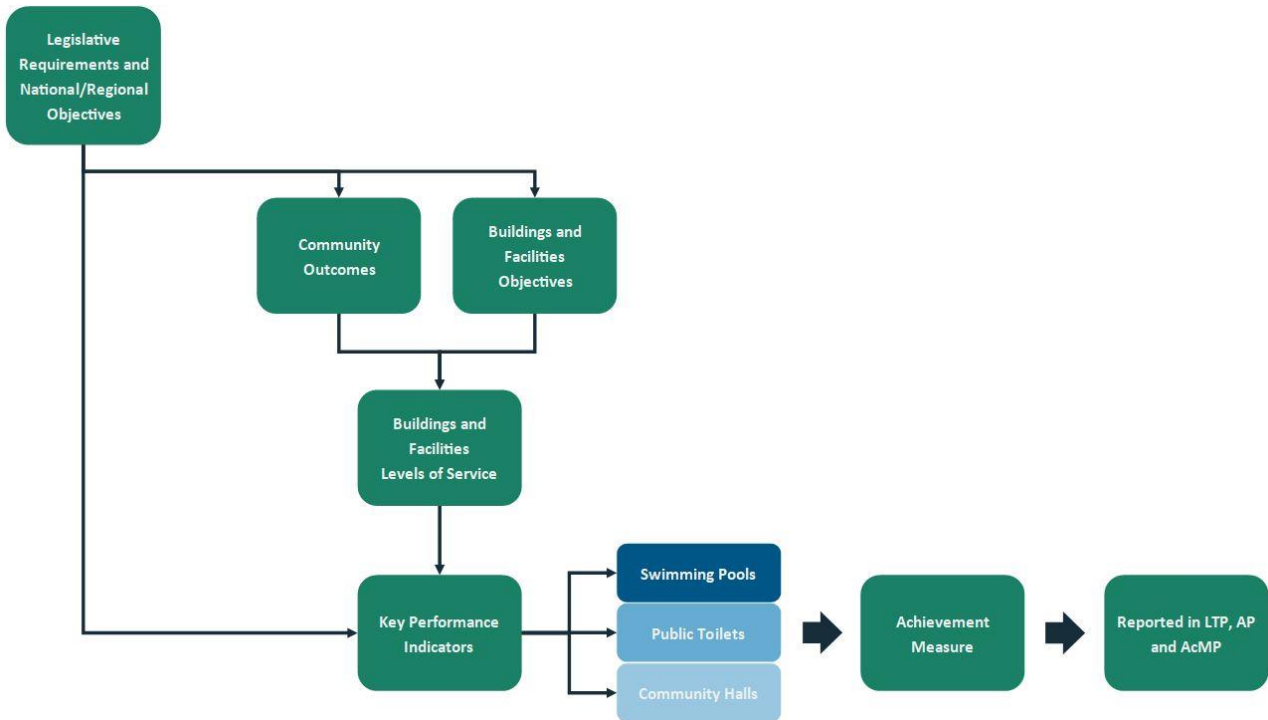 Legislative
Requirements and
National/Regional
Objectives
Community
Outcomes
Buildings and
Facilities
Objectives
Buildings and
Facilities
Levels of Service
Key Performance
Indicators
Swimming Pools
Public Toilets
Community Halls
Achievement
Measure
Reported in LTP, AP
and AcMP